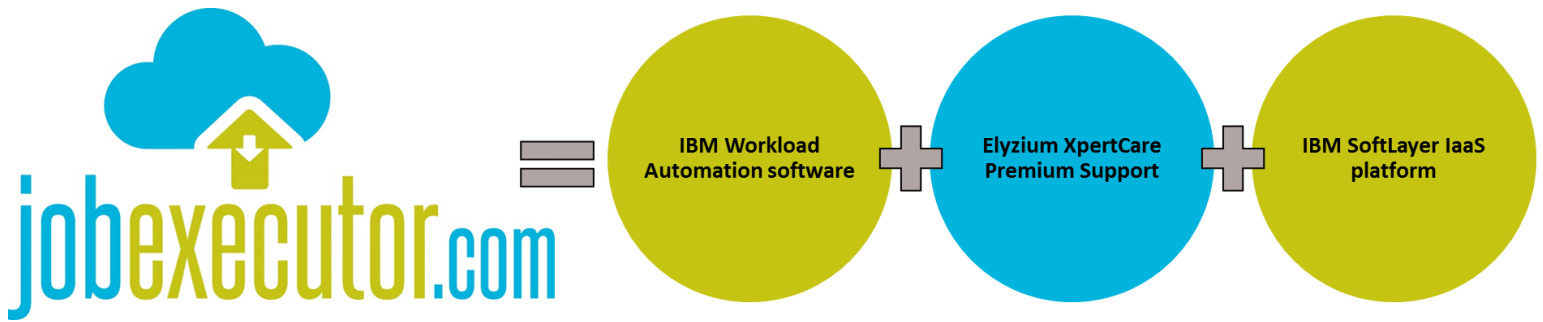 jobexecutor.com
IBM Workload
Automation software
Elyzium XpertCare
Premium Support
IBM SoftLayer IaaS
platform